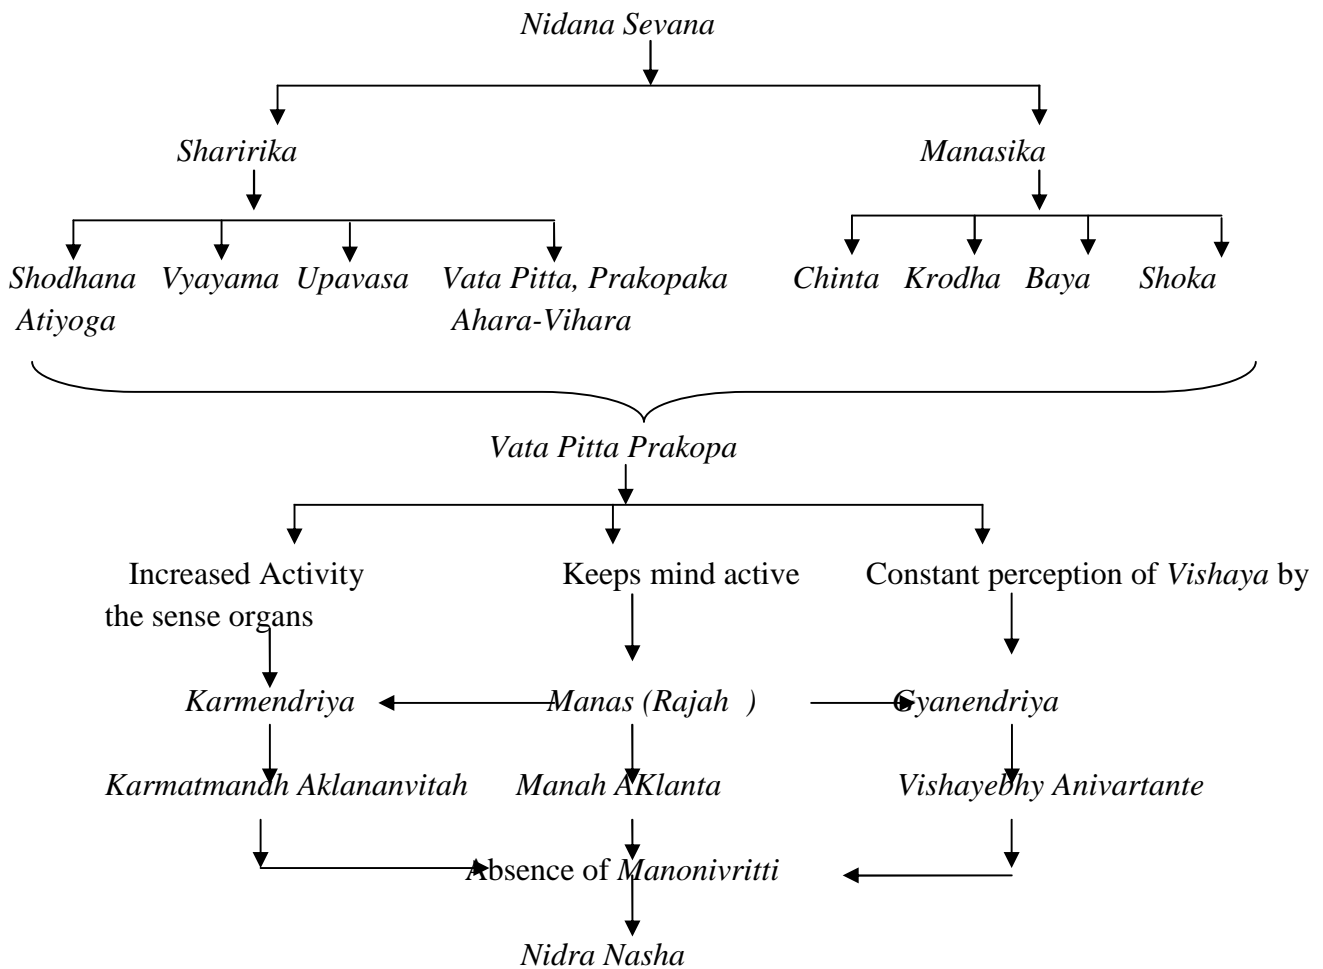 Nidana Sevana
Sharirika Manasika
Shodhana Vyayama Upavasa Vata Pitta, Prakopaka Chinta Krodha Baya Shoka
Atiyoga Ahara-Vihara
Vata Pitta Prakopa
Increased Activity Keeps mind active Constant perception of Vishaya by
the sense organs
Karmendriya Manas (Rajah ) Gyanendriya
Karmatmanah Aklananvitah Manah AKlanta Vishayebhy Anivartante
Absence of Manonivritti
Nidra Nasha